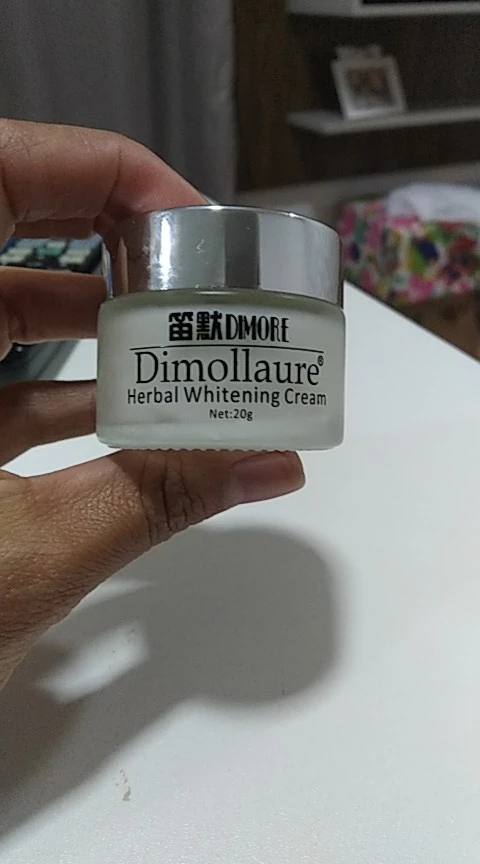 笛默DIMORE
Dimollaure®
Herbal Whitening Cream
Net:20g